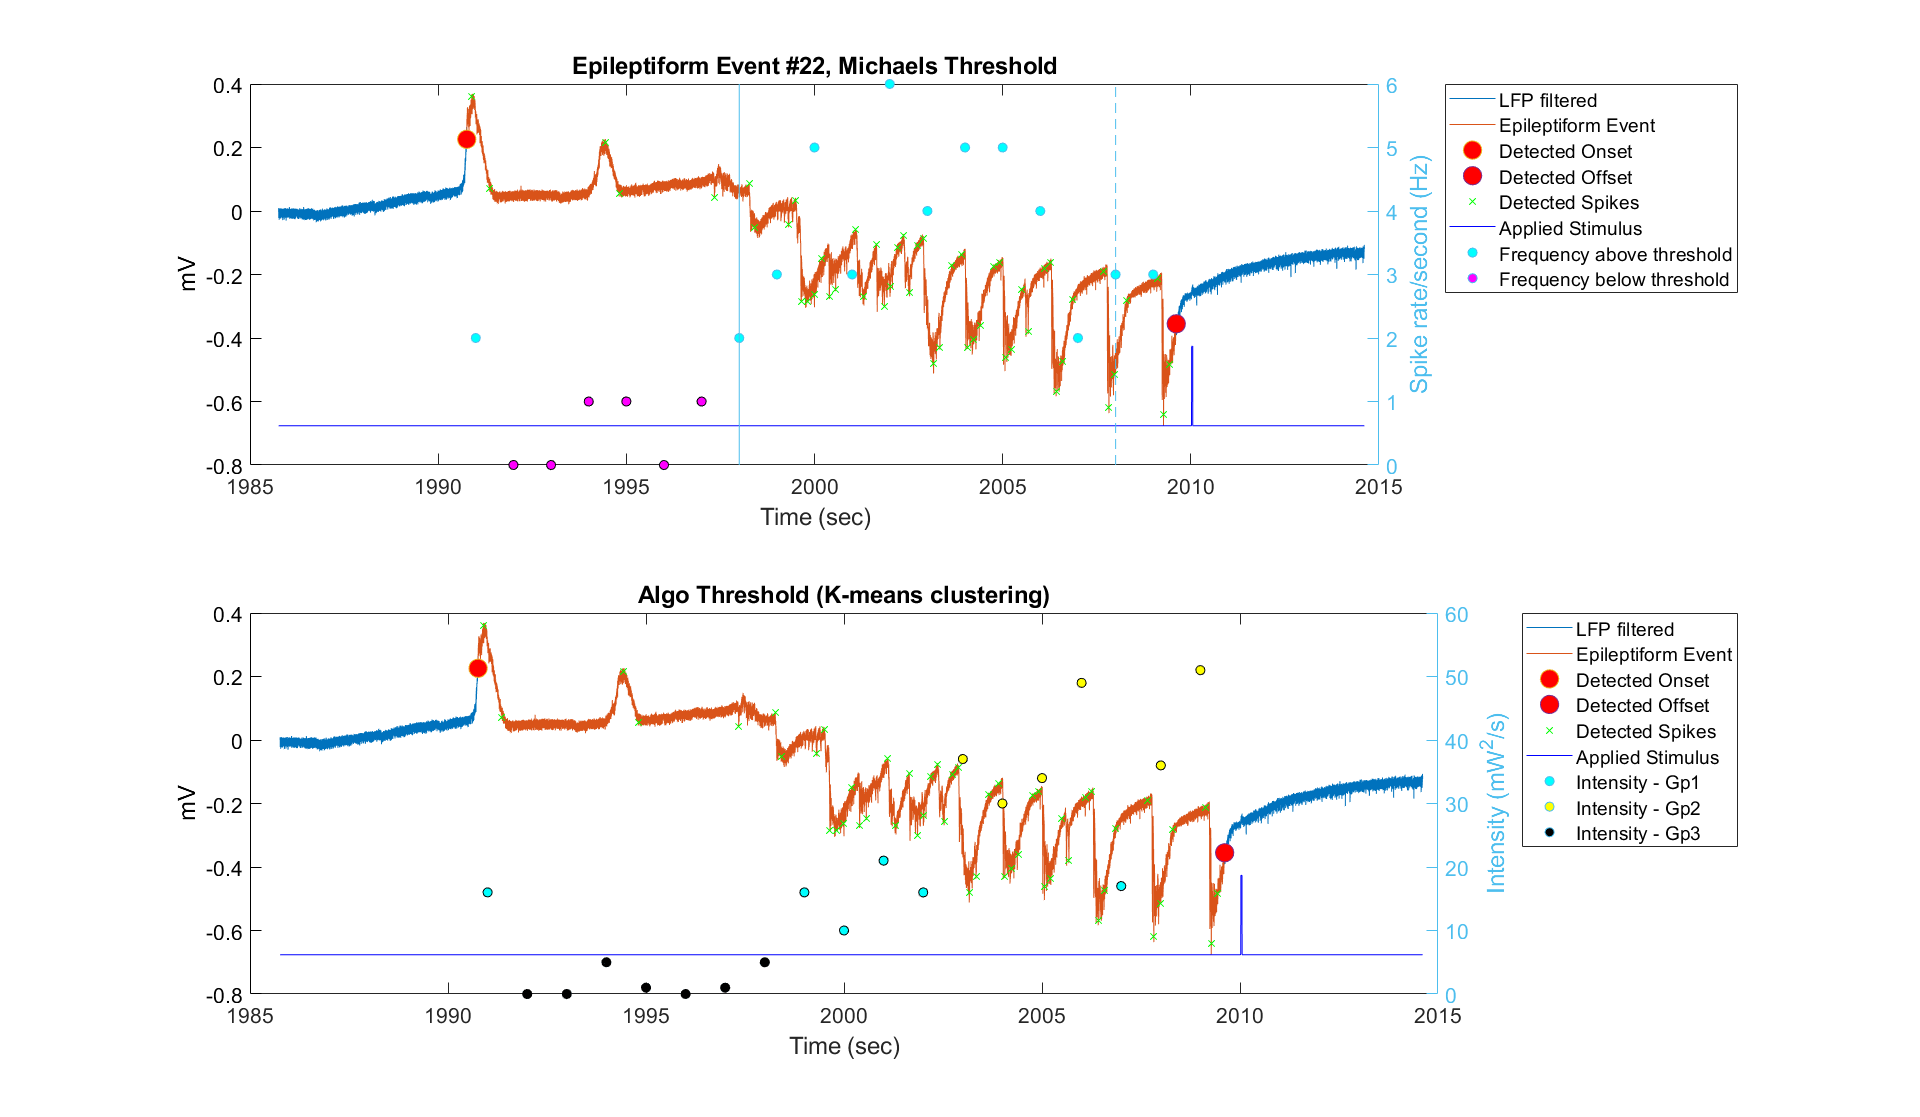 Epileptiform Event #22, Michaels Threshold
0.4
0.2
0
-0.2
-0.4
-0.6
-0.8
mV
1985
1990
1995
2000
2005
2010
2015
Time (sec)
6
5
4
3
2
1
0
Spike rate/second (Hz)
LFP filtered
Epileptiform Event
Detected Onset
Detected Offset
Detected Spikes
Applied Stimulus
Frequency above threshold
Frequency below threshold
Algo Threshold (K-means clustering)
0.4
0.2
0
-0.2
-0.4
-0.6
-0.8
mV
1985
1990
1995
2000
2005
2010
2015
Time (sec)
60
50
40
30
20
10
0
Intensity (mW²/s)
LFP filtered
Epileptiform Event
Detected Onset
Detected Offset
Detected Spikes
Applied Stimulus
Intensity - Gp1
Intensity - Gp2
Intensity - Gp3